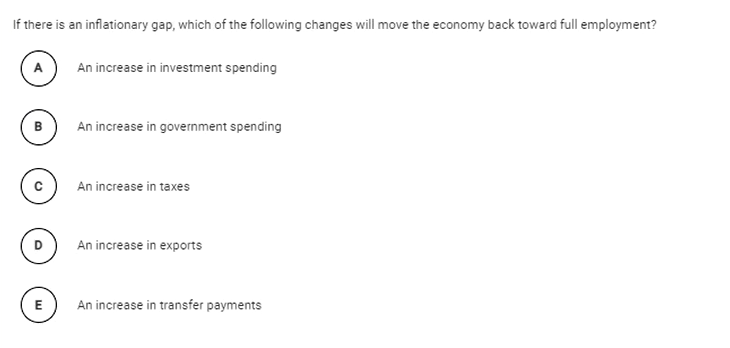 If there is an inflationary gap, which of the following changes will move the economy back toward full employment?
A An increase in investment spending
B An increase in government spending
C An increase in taxes
D An increase in exports
E An increase in transfer payments